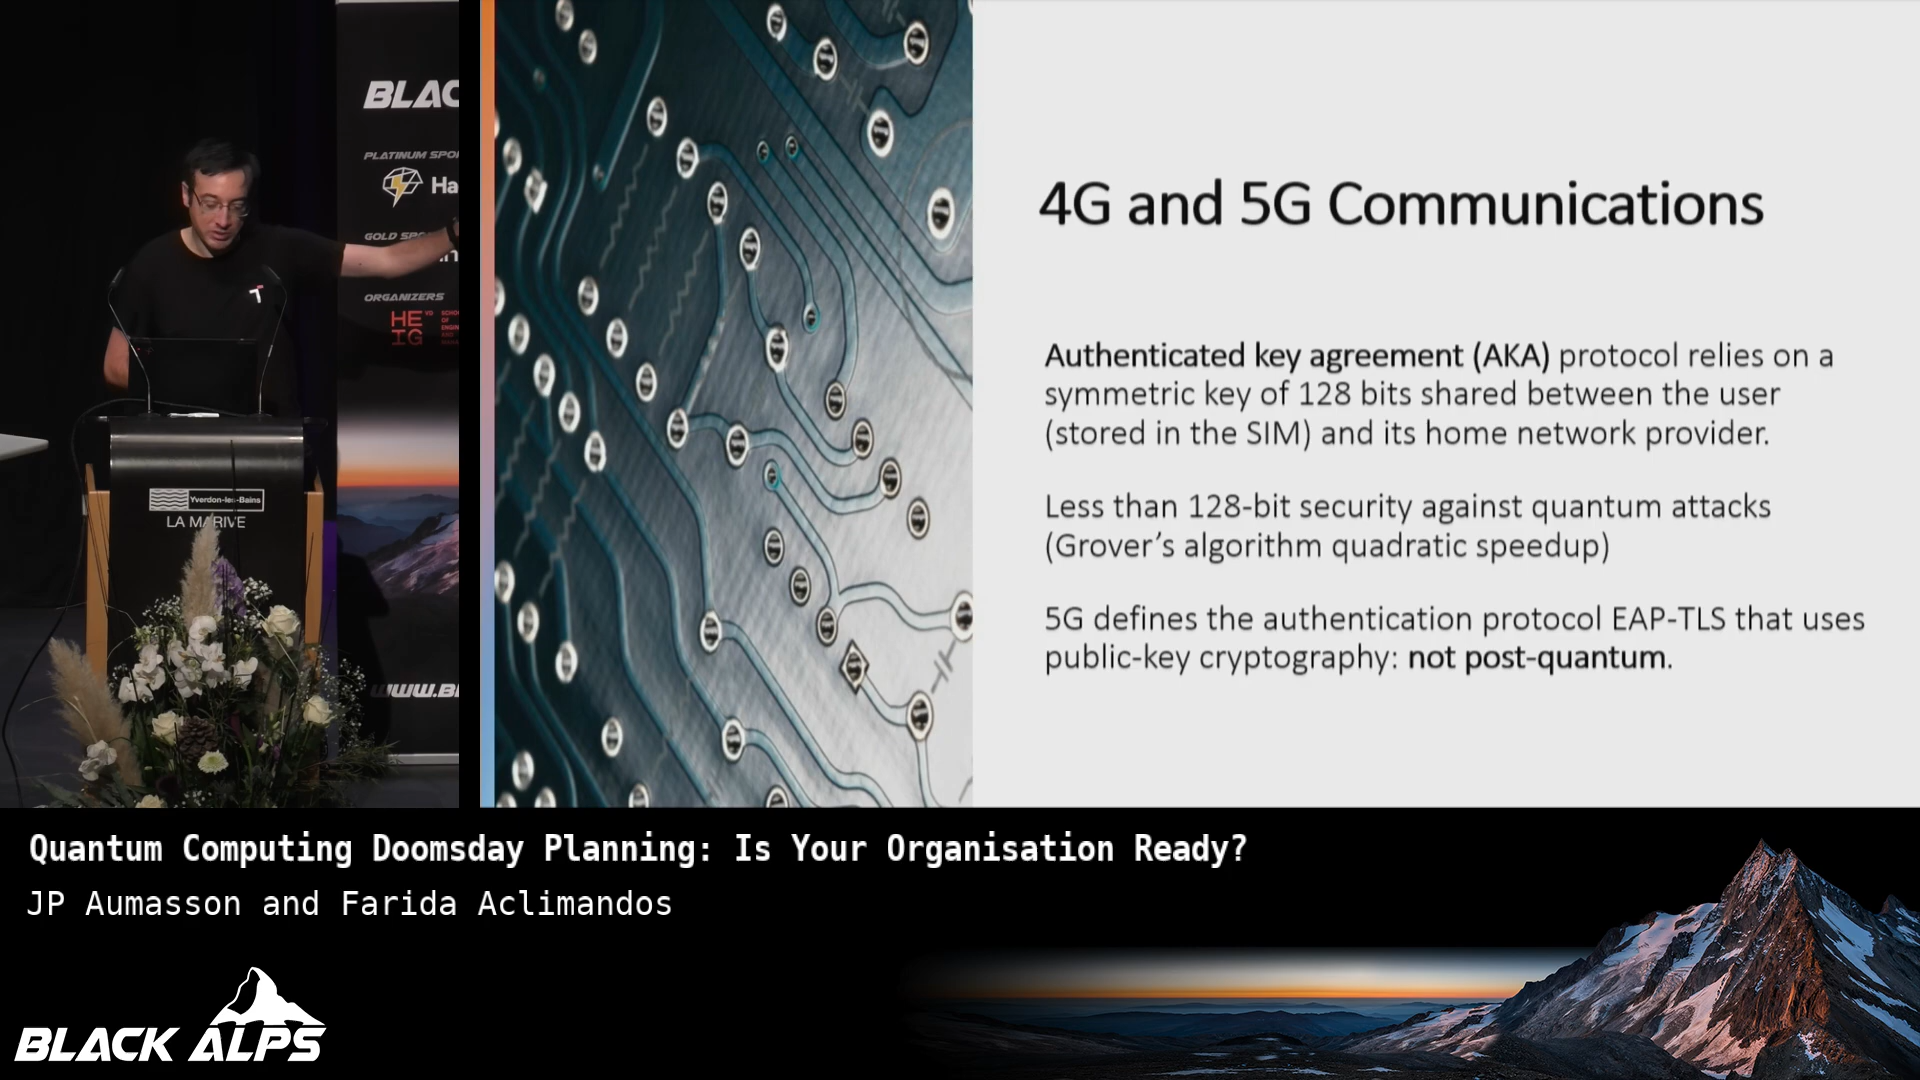 BLAC
PLATINUM SPO
Ha
GOLD SPO
ORGANIZERS
HE
IG
VD
Yverdon-les-Bains
LA MARIVE
WWW.B
4G and 5G Communications
Authenticated key agreement (AKA) protocol relies on a
symmetric key of 128 bits shared between the user
(stored in the SIM) and its home network provider.
Less than 128-bit security against quantum attacks
(Grover’s algorithm quadratic speedup)
5G defines the authentication protocol EAP-TLS that uses
public-key cryptography: not post-quantum.
Quantum Computing Doomsday Planning: Is Your Organisation Ready?
JP Aumasson and Farida Aclimandos
BLACK ALPS